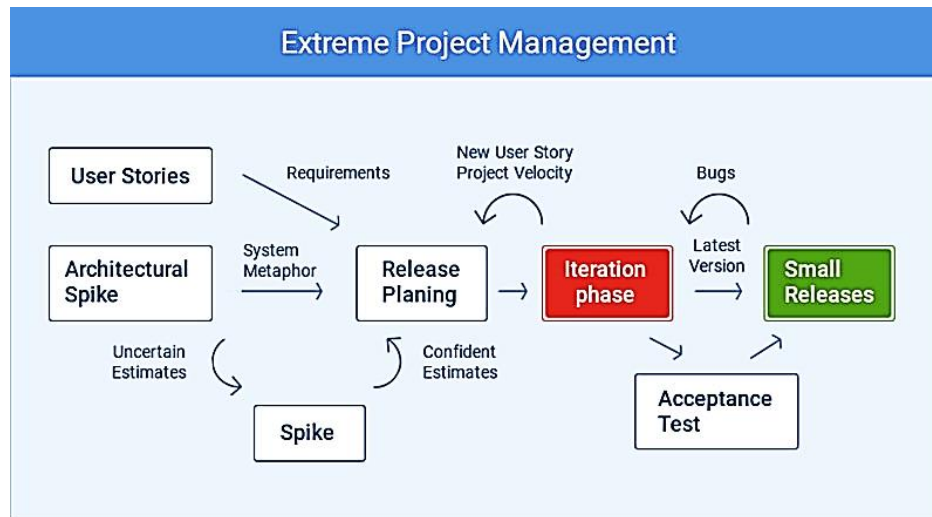 Extreme Project Management
User Stories
Requirements
New User Story
Project Velocity
Bugs
Architectural
Spike
System
Metaphor
Release
Planing
Iteration
phase
Latest
Version
Small
Releases
Uncertain
Estimates
Confident
Estimates
Spike
Acceptance
Test